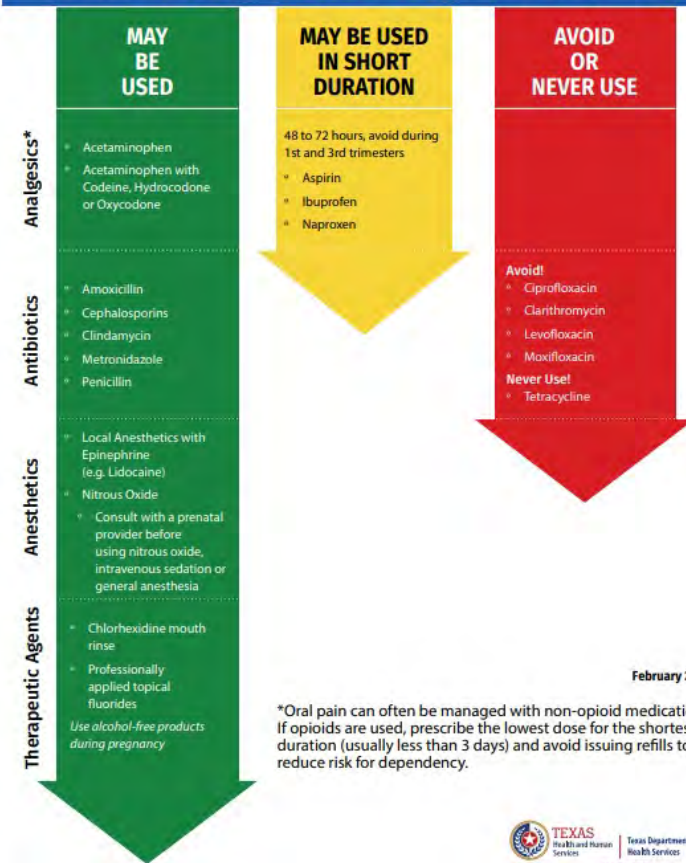 MAY
BE
USED
MAY BE USED
IN SHORT
DURATION
AVOID
OR
NEVER USE
Analgesics*
Acetaminophen
Acetaminophen with
Codeine, Hydrocodone
or Oxycodone
48 to 72 hours, avoid during
1st and 3rd trimesters
Aspirin
Ibuprofen
Naproxen
Antibiotics
Amoxicillin
Cephalosporins
Clindamycin
Metronidazole
Penicillin
Avoid!
Ciprofloxacin
Clarithromycin
Levofloxacin
Moxifloxacin
Never Use!
Tetracycline
Anesthetics
Local Anesthetics with
Epinephrine
(e.g. Lidocaine)
Nitrous Oxide
Consult with a prenatal
provider before
using nitrous oxide,
intravenous sedation or
general anesthesia
Therapeutic Agents
Chlorhexidine mouth
rinse
Professionally
applied topical
fluorides
Use alcohol-free products
during pregnancy
February
*Oral pain can often be managed with non-opioid medicati
If opioids are used, prescribe the lowest dose for the shortes
duration (usually less than 3 days) and avoid issuing refills to
reduce risk for dependency.
TEXAS
Health and Human
Services
Texas Departmen
Health Services